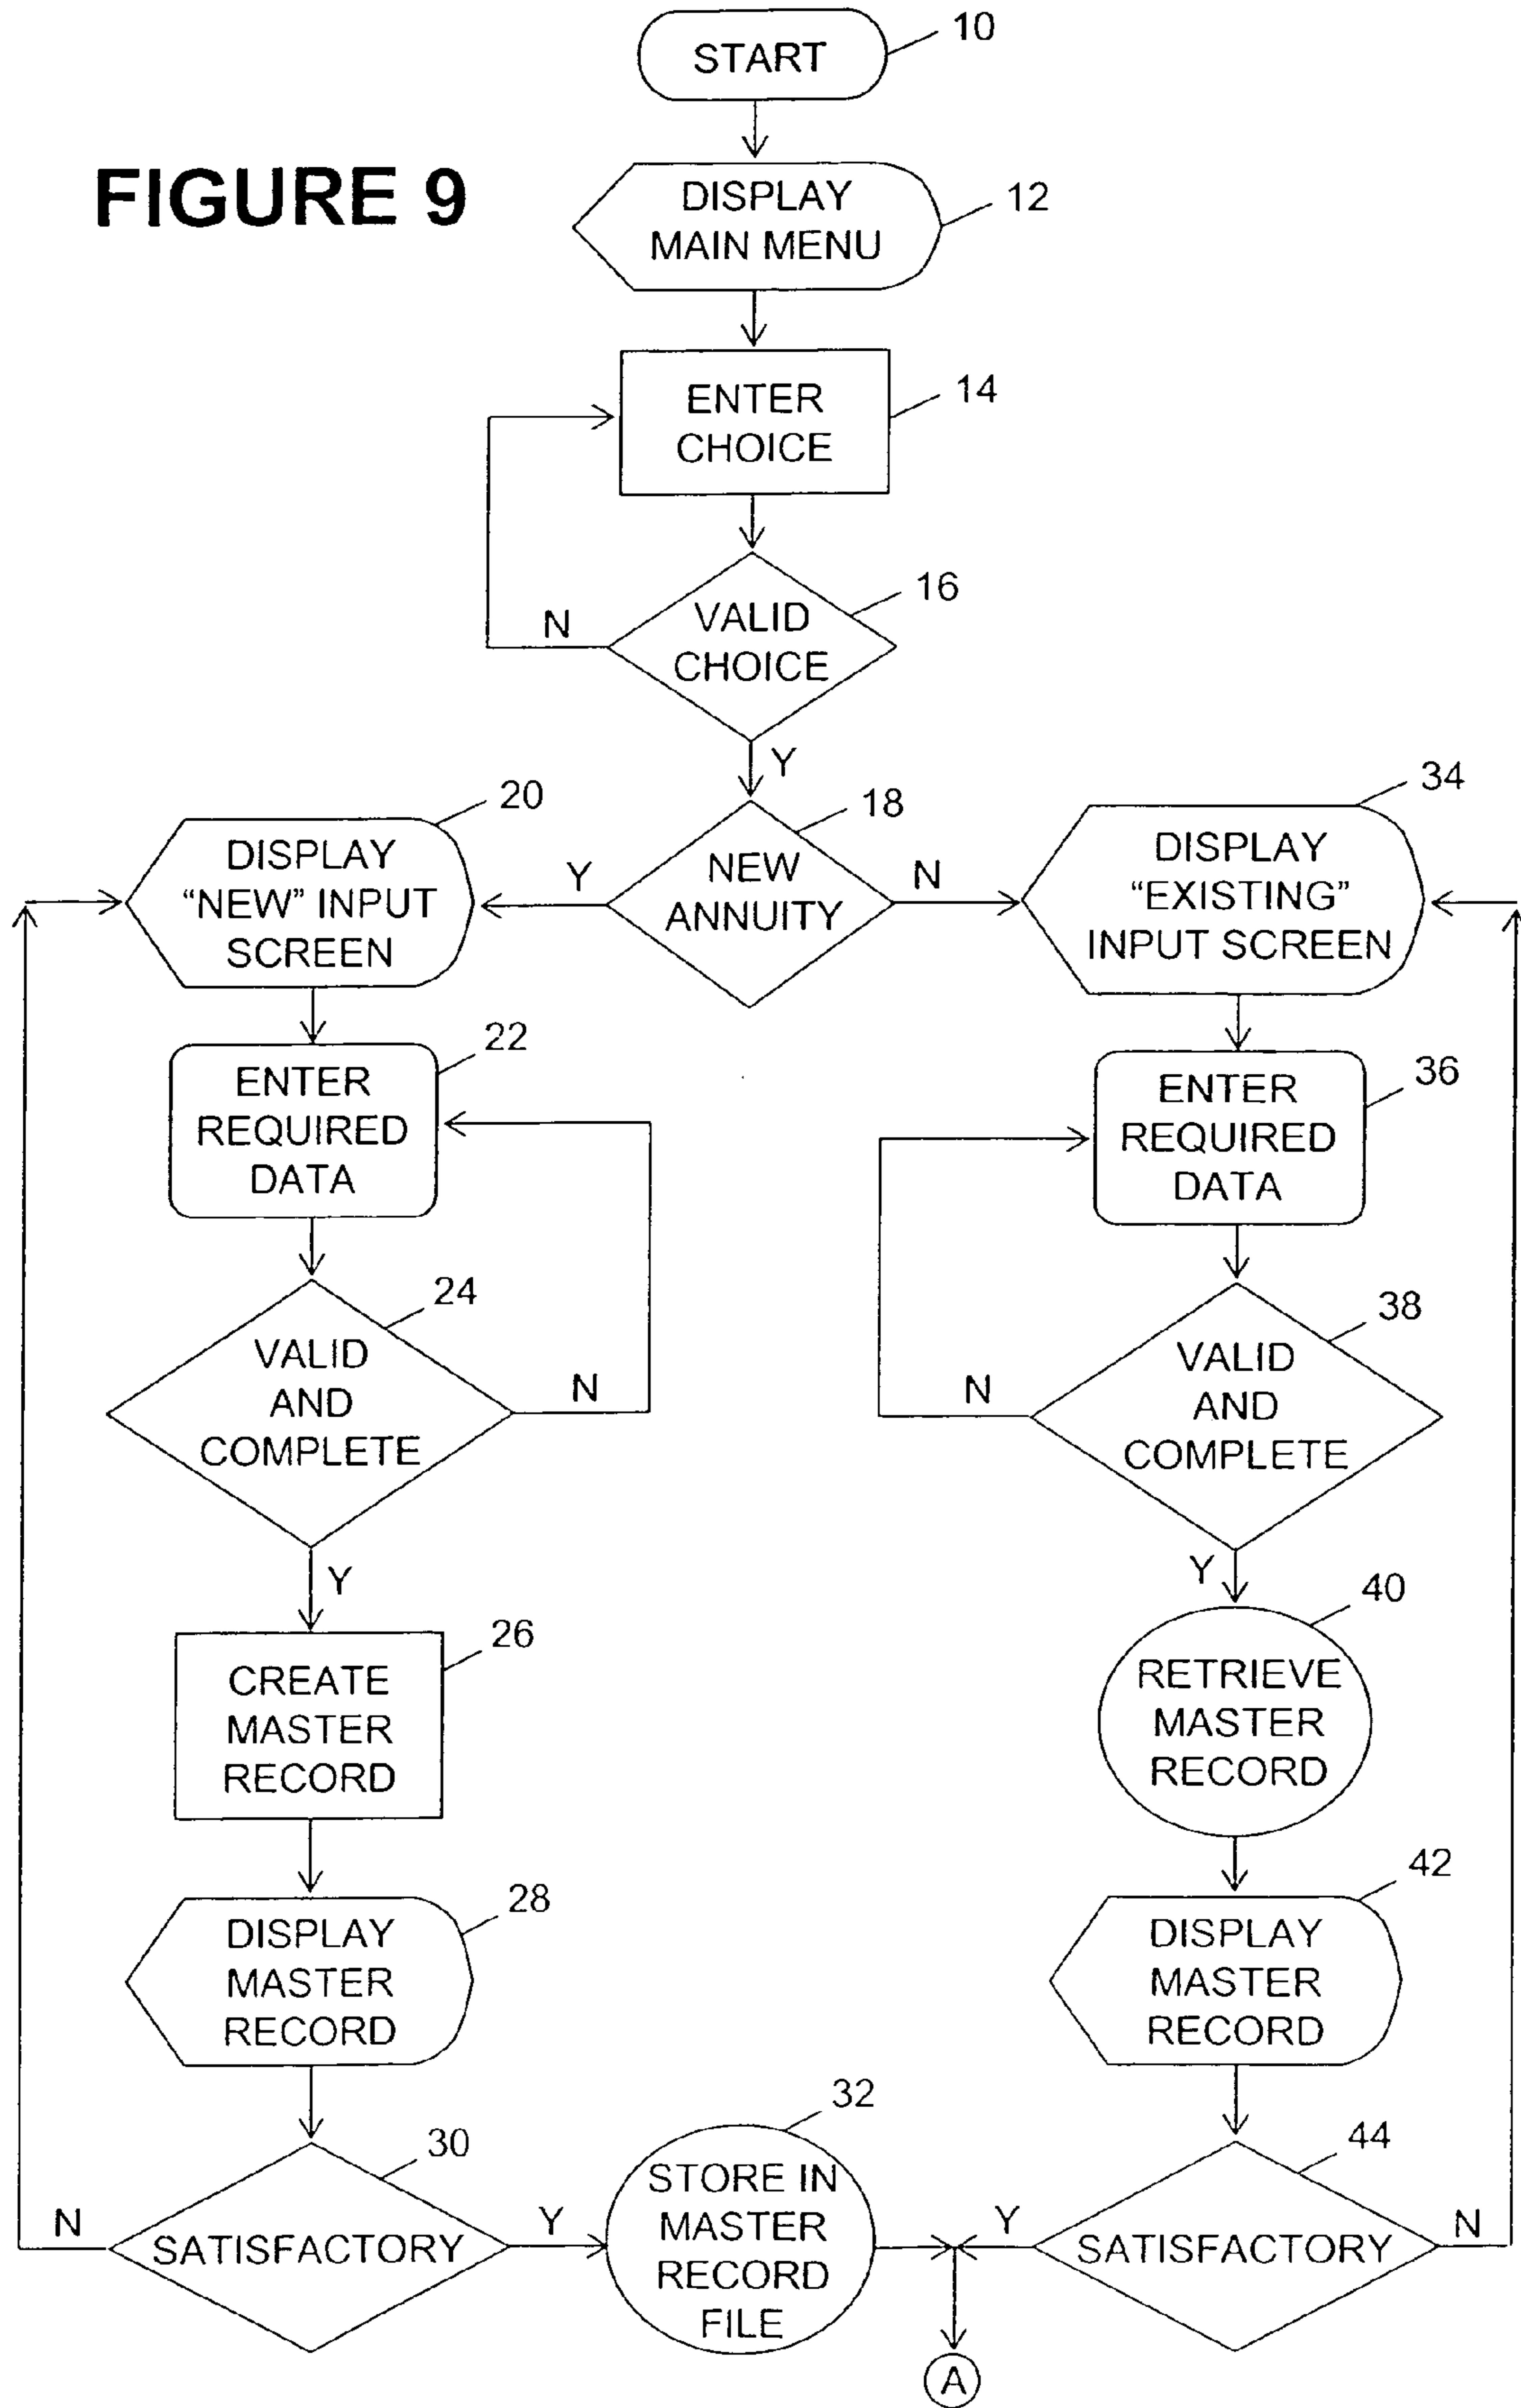 START
10
FIGURE 9
DISPLAY
MAIN MENU
12
ENTER
CHOICE
14
VALID
CHOICE
16
N
Y
NEW
ANNUITY
18
Y
N
DISPLAY
"NEW" INPUT
SCREEN
20
ENTER
REQUIRED
DATA
22
VALID
AND
COMPLETE
24
N
Y
CREATE
MASTER
RECORD
26
DISPLAY
MASTER
RECORD
28
SATISFACTORY
30
N
Y
STORE IN
MASTER
RECORD
FILE
32
DISPLAY
"EXISTING"
INPUT SCREEN
34
ENTER
REQUIRED
DATA
36
VALID
AND
COMPLETE
38
N
Y
RETRIEVE
MASTER
RECORD
40
DISPLAY
MASTER
RECORD
42
SATISFACTORY
44
Y
N
A